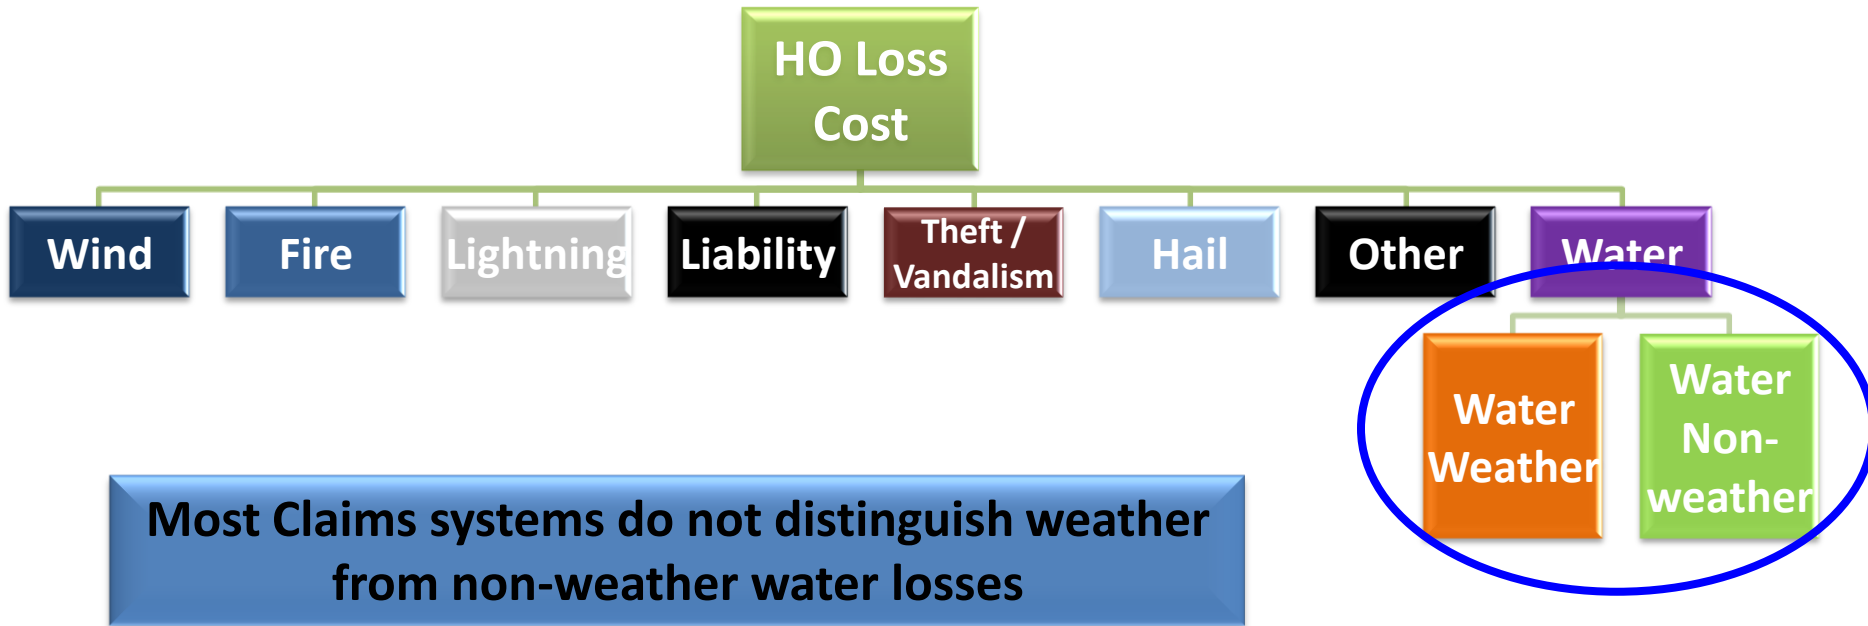 HO Loss
Cost
Wind
Fire
Lightning
Liability
Theft /
Vandalism
Hail
Other
Water
Water
Weather
Water
Non-
weather
Most Claims systems do not distinguish weather
from non-weather water losses